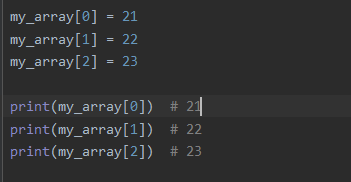 my_array[0] = 21
my_array[1] = 22
my_array[2] = 23
print(my_array[0])  # 21
print(my_array[1])  # 22
print(my_array[2])  # 23